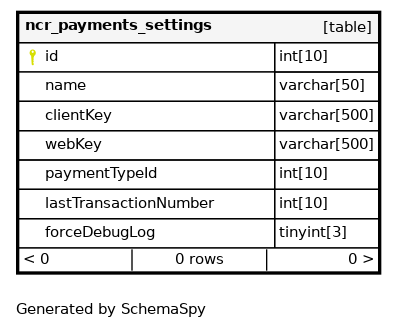 ncr_payments_settings [table]
id int[10]
name varchar[50]
clientKey varchar[500]
webKey varchar[500]
paymentTypeId int[10]
lastTransactionNumber int[10]
forceDebugLog tinyint[3]
< 0 0 rows 0 >
Generated by SchemaSpy